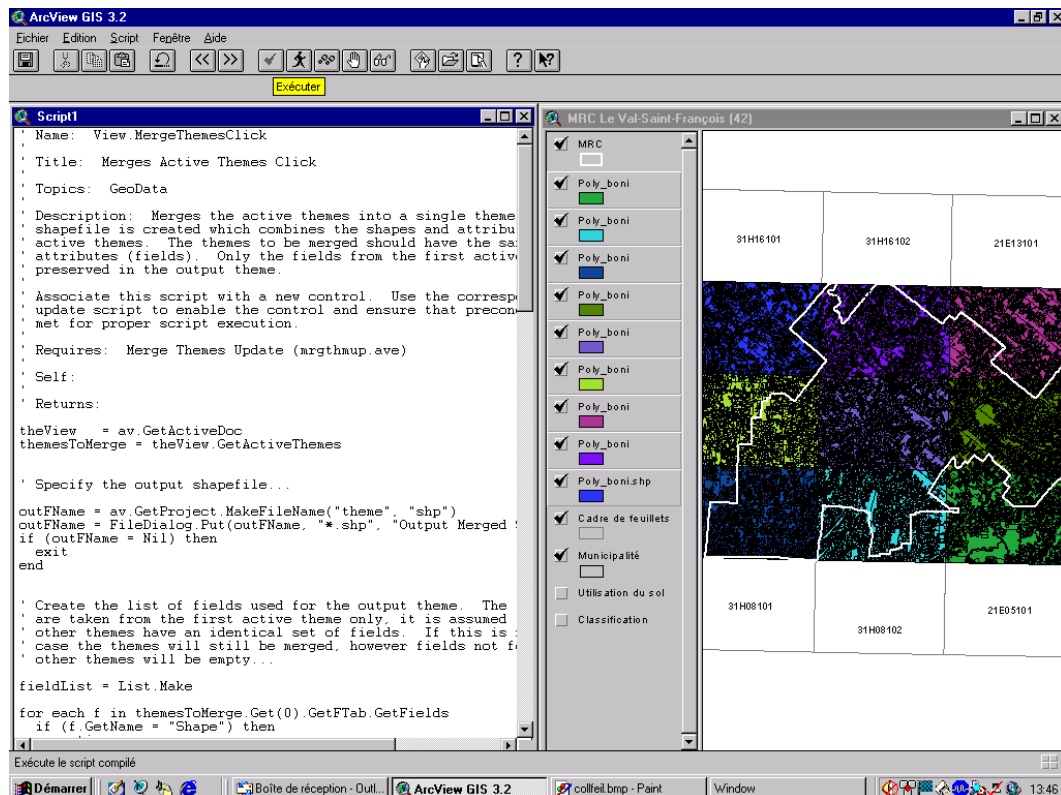 ArcView GIS 3.2
Fichier Edition Script Fenêtre Aide
Exécuter
Script1
' Name: View.MergeThemesClick
'
' Title: Merges Active Themes Click
'
' Topics: GeoData
'
' Description: Merges the active themes into a single theme
' shapefile is created which combines the shapes and attribu
' active themes. The themes to be merged should have the sa
' attributes (fields). Only the fields from the first active
' preserved in the output theme.
'
' Associate this script with a new control. Use the corresp
' update script to enable the control and ensure that precon
' met for proper script execution.
'
' Requires: Merge Themes Update (mrgthmup.ave)
'
' Self:
'
' Returns:
theView = av.GetActiveDoc
themesToMerge = theView.GetActiveThemes
' Specify the output shapefile...
outFName = av.GetProject.MakeFileName("theme", "shp")
outFName = FileDialog.Put(outFName, "*.shp", "Output Merged
if (outFName = Nil) then
exit
end
' Create the list of fields used for the output theme. The
' are taken from the first active theme only, it is assumed
' other themes have an identical set of fields. If this is
' case the themes will still be merged, however fields not f
' other themes will be empty...
fieldList = List.Make
for each f in themesToMerge.Get(0).GetFTab.GetFields
if (f.GetName = "Shape") then
MRC Le Val-Saint-François (42)
MRC
Poly_boni
Poly_boni
Poly_boni
Poly_boni
Poly_boni
Poly_boni
Poly_boni
Poly_boni
Poly_boni.shp
Cadre de feuillets
Municipalité
Utilisation du sol
Classification
31H16101
31H16102
21E13101
31H08101
31H08102
21E05101
Exécute le script compilé
Démarrer
Boîte de réception - Outl...
ArcView GIS 3.2
collfeil.bmp - Paint
Window
13:46